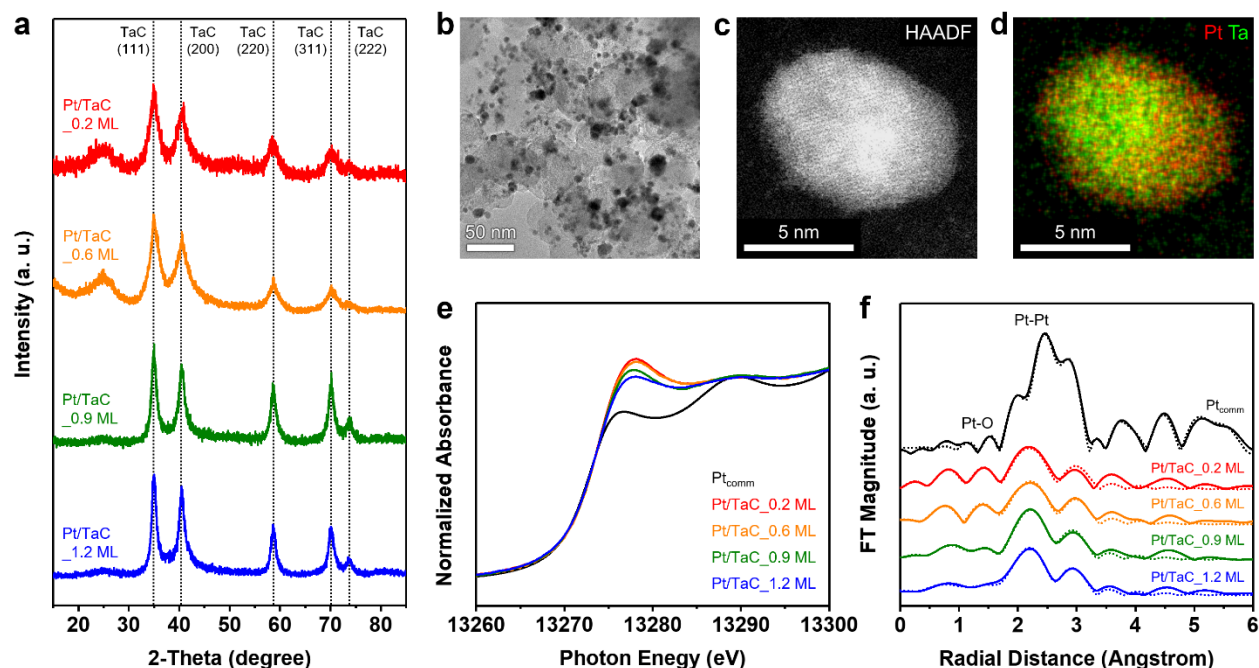 a
TaC
(111)
TaC
(200)
TaC
(220)
TaC
(311)
TaC
(222)
Pt/TaC
_0.2 ML
Pt/TaC
_0.6 ML
Pt/TaC
_0.9 ML
Pt/TaC
_1.2 ML
Intensity (a. u.)
20 30 40 50 60 70 80
2-Theta (degree)
b
50 nm
c
HAADF
5 nm
d
Pt Ta
5 nm
e
Normalized Absorbance
Ptcomm
Pt/TaC_0.2 ML
Pt/TaC_0.6 ML
Pt/TaC_0.9 ML
Pt/TaC_1.2 ML
13260 13270 13280 13290 13300
Photon Enegy (eV)
f
FT Magnitude (a. u.)
Pt-Pt
Pt-O
Ptcomm
Pt/TaC_0.2 ML
Pt/TaC_0.6 ML
Pt/TaC_0.9 ML
Pt/TaC_1.2 ML
0 1 2 3 4 5 6
Radial Distance (Angstrom)